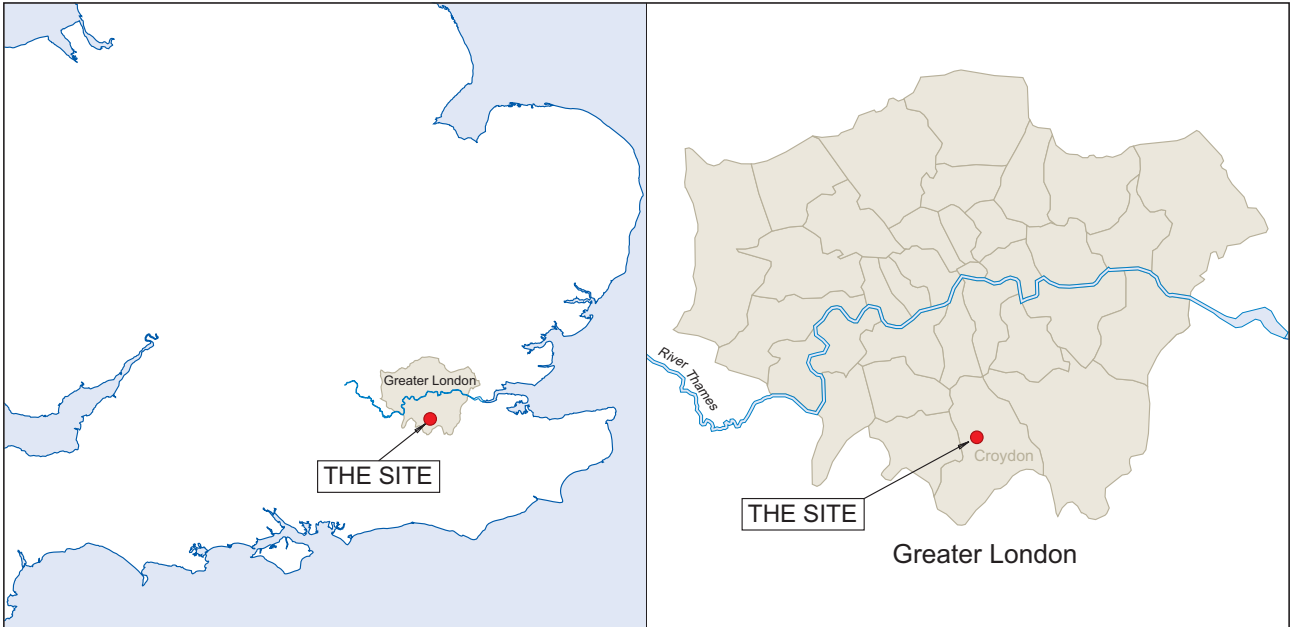 Greater London
THE SITE
River Thames
Croydon
THE SITE
Greater London